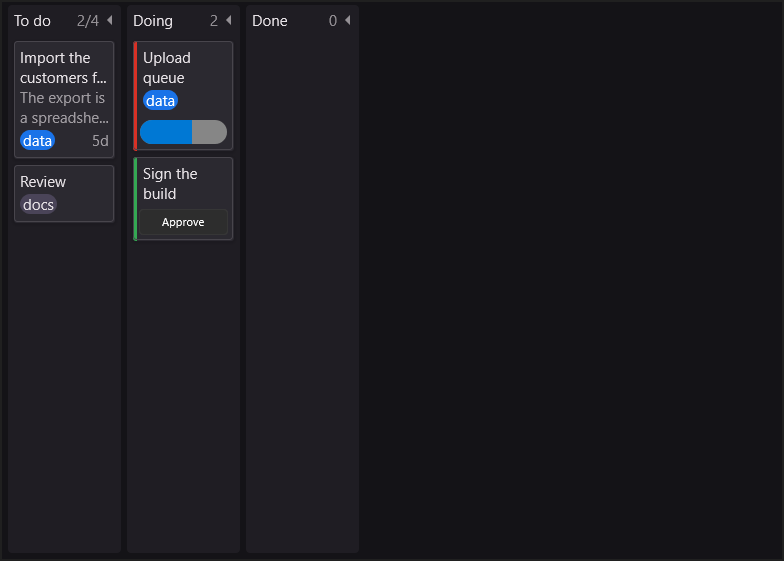 To do 2/4
Import the
customers f...
The export is
a spreadshe...
data 5d
Review
docs
Doing 2
Upload
queue
data
Sign the
build
Approve
Done 0